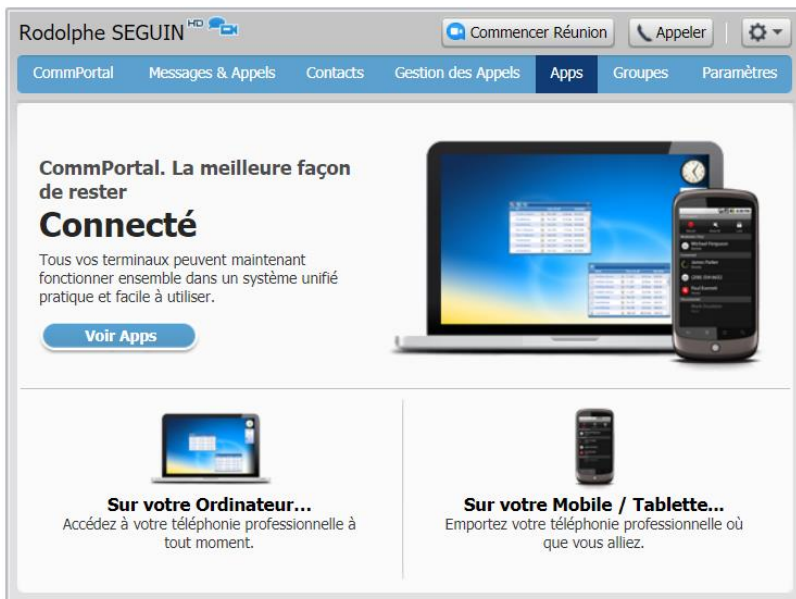 Rodolphe SEGUIN HD
Commencer Réunion
Appeler
CommPortal Messages & Appels Contacts Gestion des Appels Apps Groupes Paramètres
CommPortal. La meilleure façon
de rester
Connecté
Tous vos terminaux peuvent maintenant
fonctionner ensemble dans un système unifié
pratique et facile à utiliser.
Voir Apps
Sur votre Ordinateur...
Accédez à votre téléphonie professionnelle à
tout moment.
Sur votre Mobile / Tablette...
Emportez votre téléphonie professionnelle où
que vous alliez.